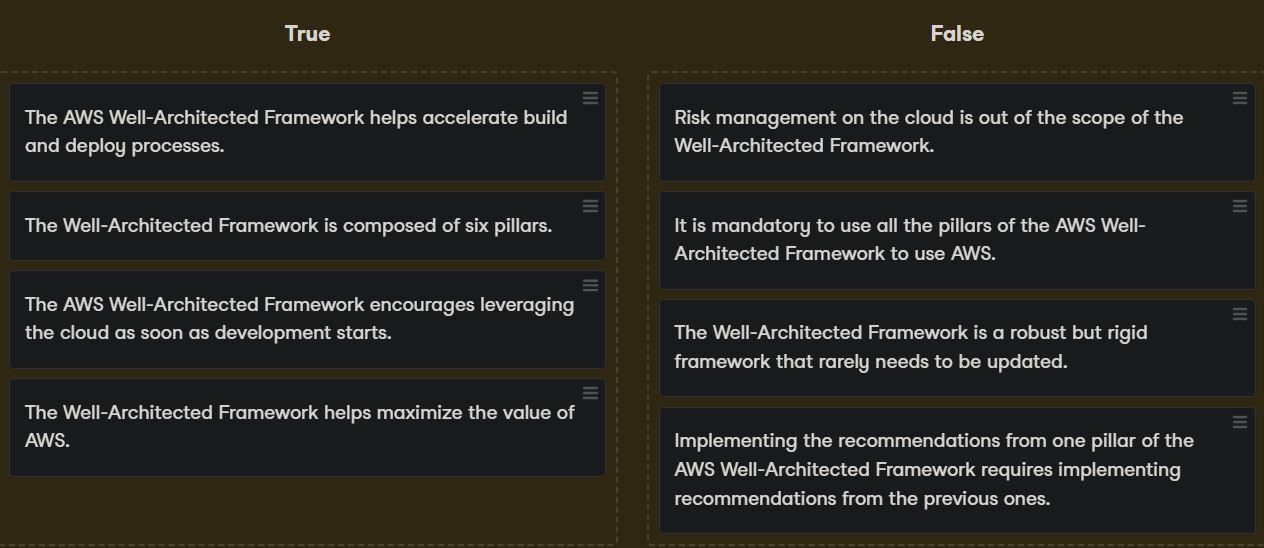 True
The AWS Well-Architected Framework helps accelerate build
and deploy processes.
The Well-Architected Framework is composed of six pillars.
The AWS Well-Architected Framework encourages leveraging
the cloud as soon as development starts.
The Well-Architected Framework helps maximize the value of
AWS.
False
Risk management on the cloud is out of the scope of the
Well-Architected Framework.
It is mandatory to use all the pillars of the AWS Well-
Architected Framework to use AWS.
The Well-Architected Framework is a robust but rigid
framework that rarely needs to be updated.
Implementing the recommendations from one pillar of the
AWS Well-Architected Framework requires implementing
recommendations from the previous ones.